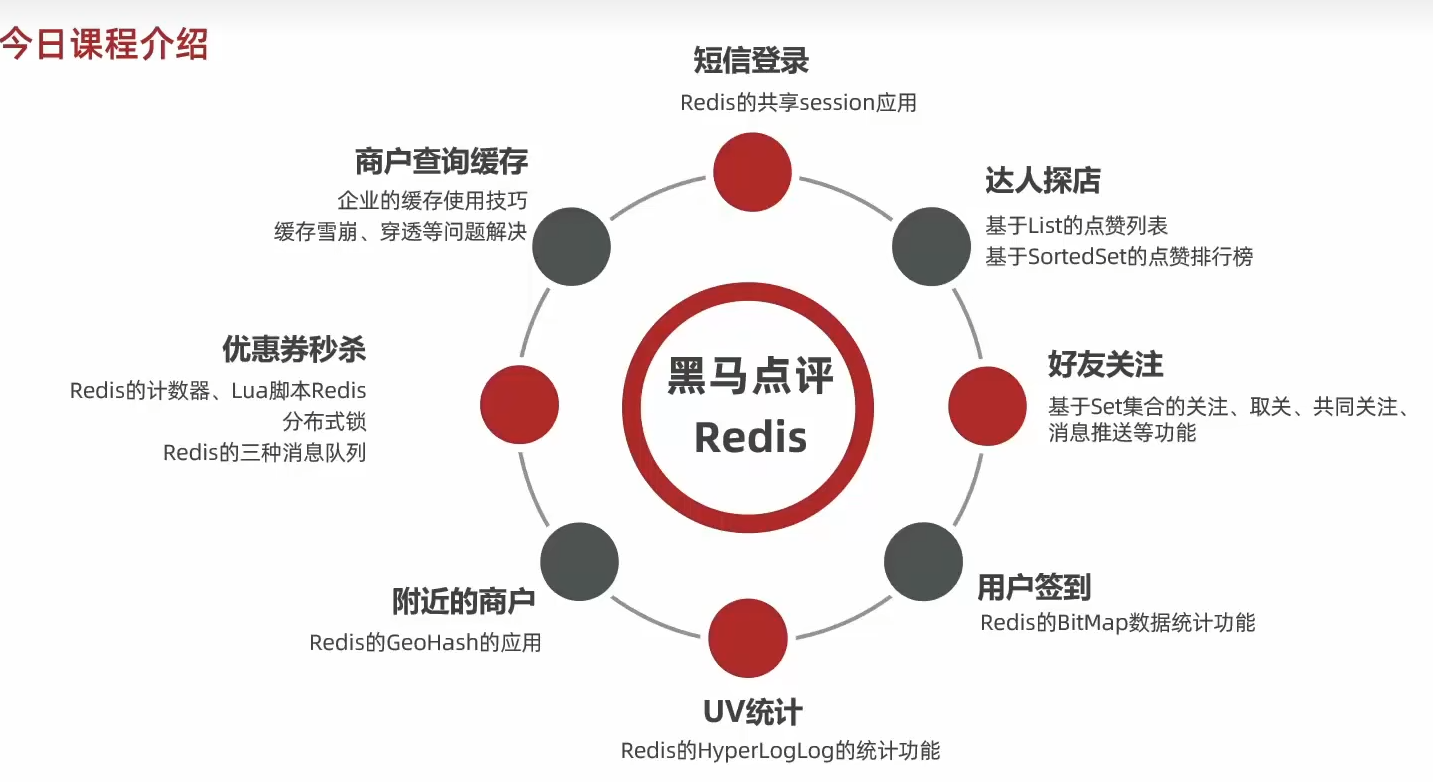 今日课程介绍
短信登录
Redis的共享session应用
商户查询缓存
企业的缓存使用技巧
缓存雪崩、穿透等问题解决
达人探店
基于List的点赞列表
基于SortedSet的点赞排行榜
优惠券秒杀
Redis的计数器、Lua脚本Redis
分布式锁
Redis的三种消息队列
黑马点评
Redis
好友关注
基于Set集合的关注、取关、共同关注、
消息推送等功能
附近的商户
Redis的GeoHash的应用
用户签到
Redis的BitMap数据统计功能
UV统计
Redis的HyperLogLog的统计功能